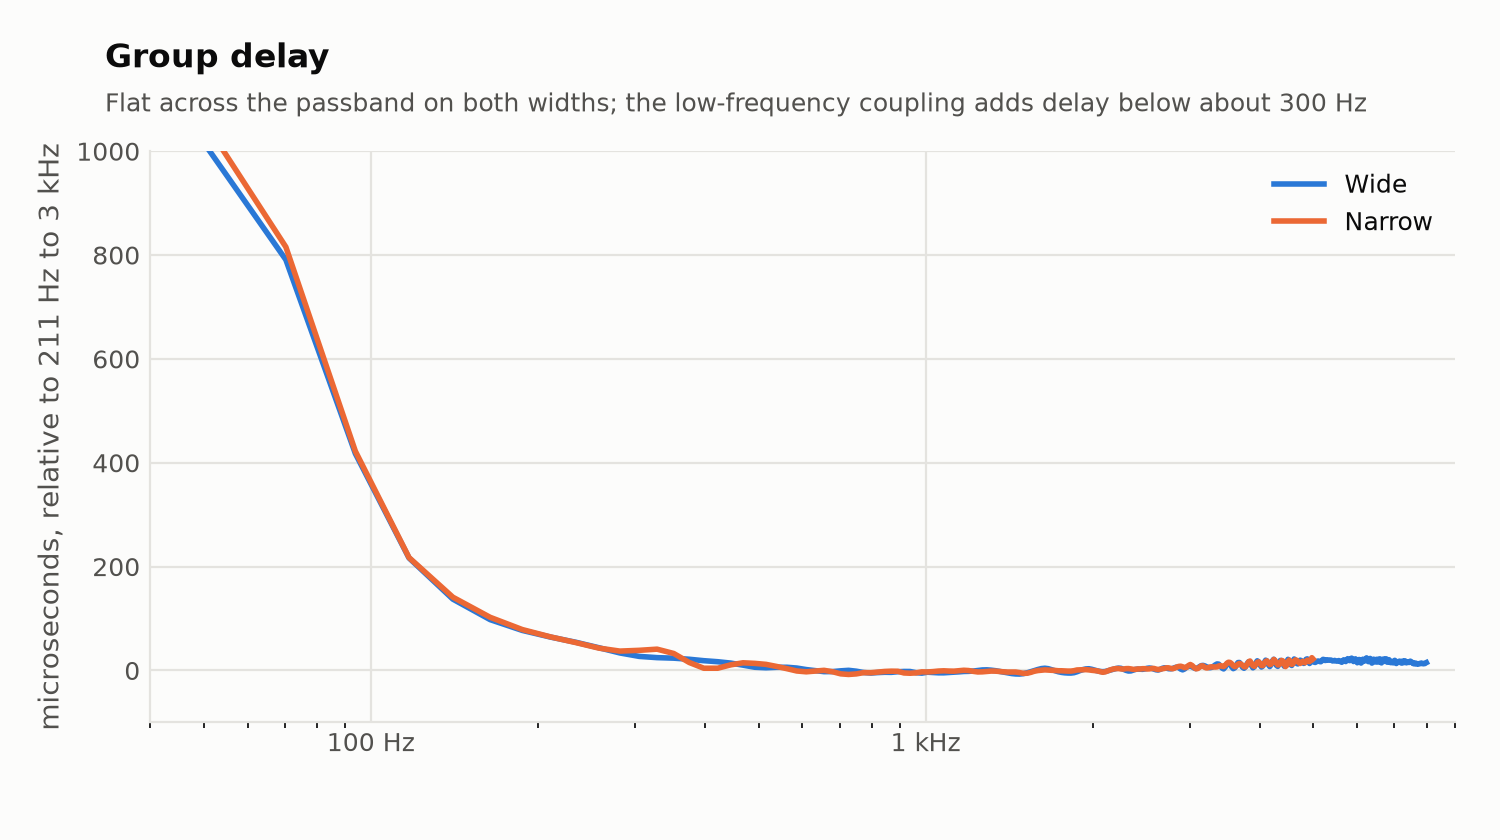 Group delay
Flat across the passband on both widths; the low-frequency coupling adds delay below about 300 Hz
microseconds, relative to 211 Hz to 3 kHz
1000
800
600
400
200
0
100 Hz
1 kHz
Wide
Narrow